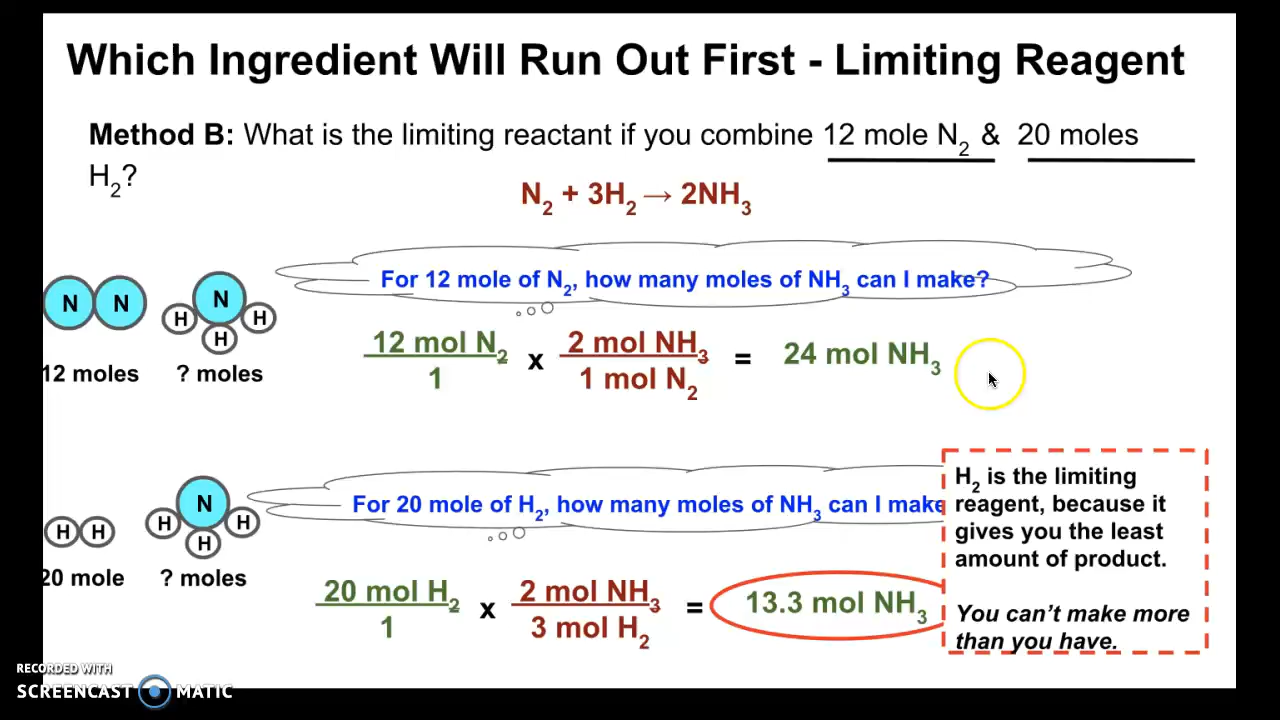 Which Ingredient Will Run Out First - Limiting Reagent
Method B: What is the limiting reactant if you combine 12 mole N₂ & 20 moles
H₂?
N₂ + 3H₂ → 2NH₃
For 12 mole of N₂, how many moles of NH₃ can I make?
N N
N
H H
H
12 moles
? moles
12 mol N₂ x 2 mol NH₃ = 24 mol NH₃
1 1 mol N₂
For 20 mole of H₂, how many moles of NH₃ can I make
H H
N
H H
H
20 mole
? moles
20 mol H₂ x 2 mol NH₃ = 13.3 mol NH₃
1 3 mol H₂
H₂ is the limiting
reagent, because it
gives you the least
amount of product.
You can't make more
than you have.
RECORDED WITH
SCREENCAST MATIC